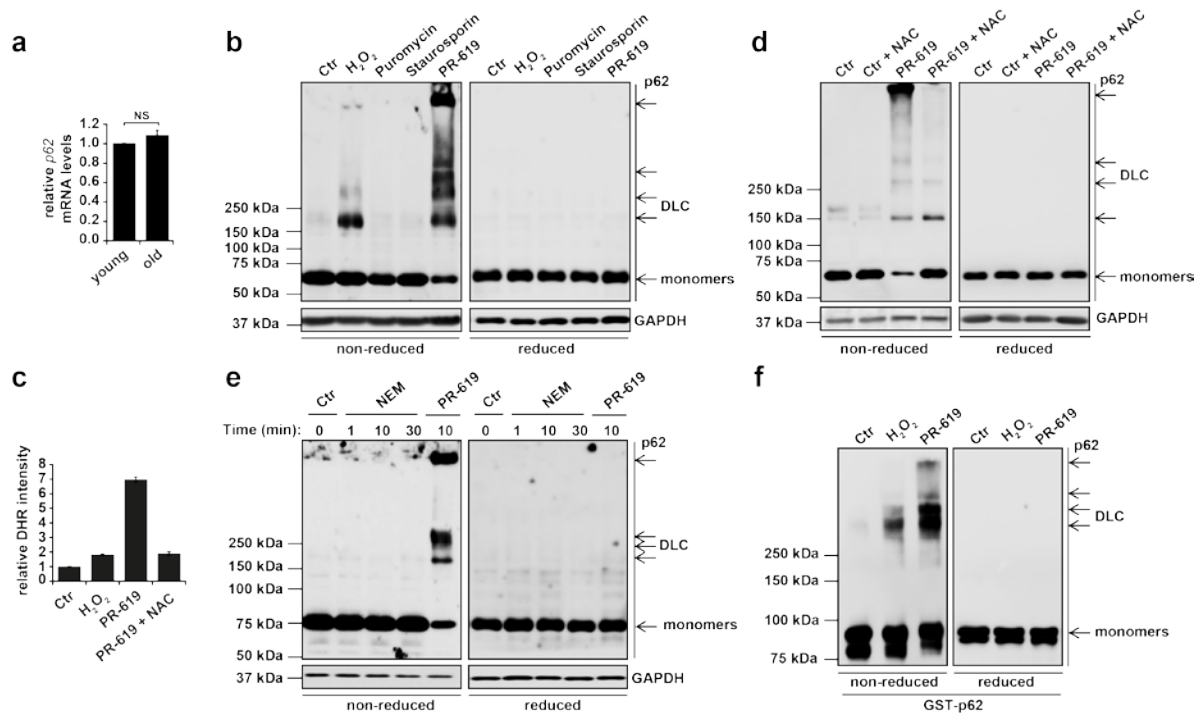 a
relative p62
mRNA levels
NS
1.2
1.0
0.8
0.6
0.4
0.2
0.0
young
old
b
Ctr H2O2 Puromycin Staurosporin PR-619
Ctr H2O2 Puromycin Staurosporin PR-619
p62
250 kDa
150 kDa
100 kDa
75 kDa
50 kDa
37 kDa
DLC
monomers
GAPDH
non-reduced reduced
c
relative DHR intensity
8
7
6
5
4
3
2
1
0
Ctr
H2O2
PR-619
PR-619 + NAC
d
Ctr Ctr + NAC PR-619 PR-619 + NAC
Ctr Ctr + NAC PR-619 PR-619 + NAC
p62
250 kDa
150 kDa
100 kDa
75 kDa
50 kDa
37 kDa
DLC
monomers
GAPDH
non-reduced reduced
e
Ctr NEM PR-619 Ctr NEM PR-619
Time (min): 0 1 10 30 10 0 1 10 30 10
p62
250 kDa
150 kDa
100 kDa
75 kDa
50 kDa
37 kDa
DLC
monomers
GAPDH
non-reduced reduced
f
Ctr H2O2 PR-619
Ctr H2O2 PR-619
p62
250 kDa
150 kDa
100 kDa
75 kDa
DLC
monomers
non-reduced reduced
GST-p62